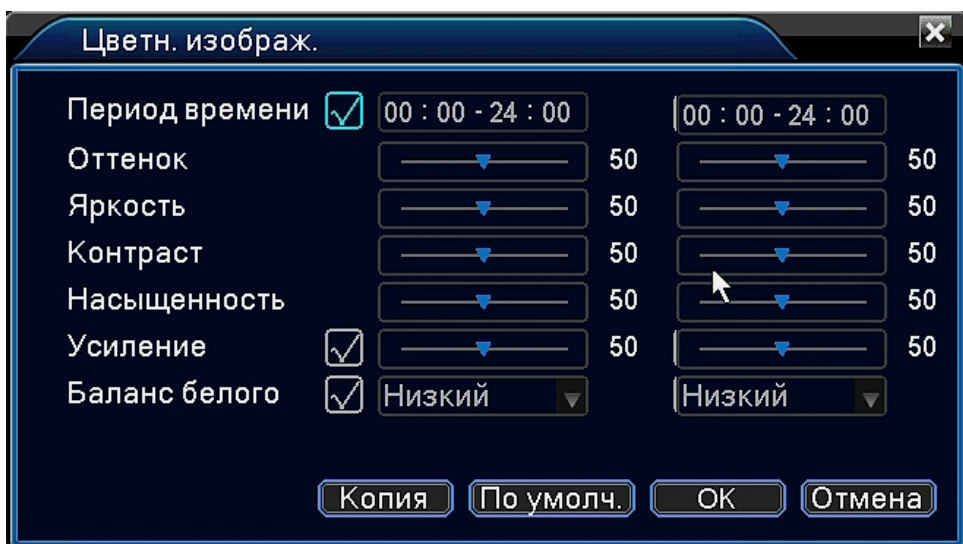 Цветн. изображ.
Период времени 00 : 00 - 24 : 00 00 : 00 - 24 : 00
Оттенок 50 50
Яркость 50 50
Контраст 50 50
Насыщенность 50 50
Усиление 50 50
Баланс белого Низкий Низкий
Копия По умолч. OK Отмена